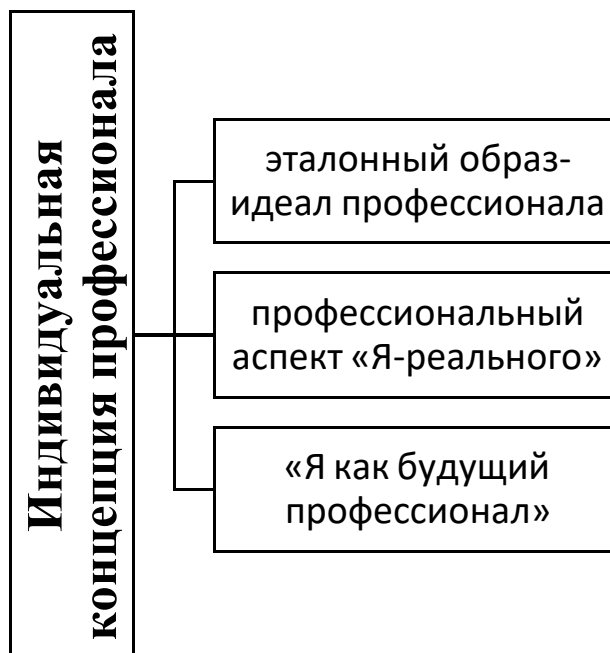 Индивидуальная
концепция профессионала
эталонный образ-
идеал профессионала
профессиональный
аспект «Я-реального»
«Я как будущий
профессионал»